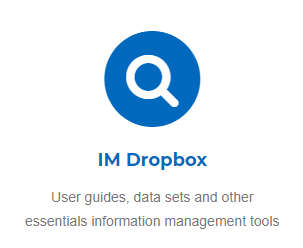 IM Dropbox
User guides, data sets and other
essentials information management tools